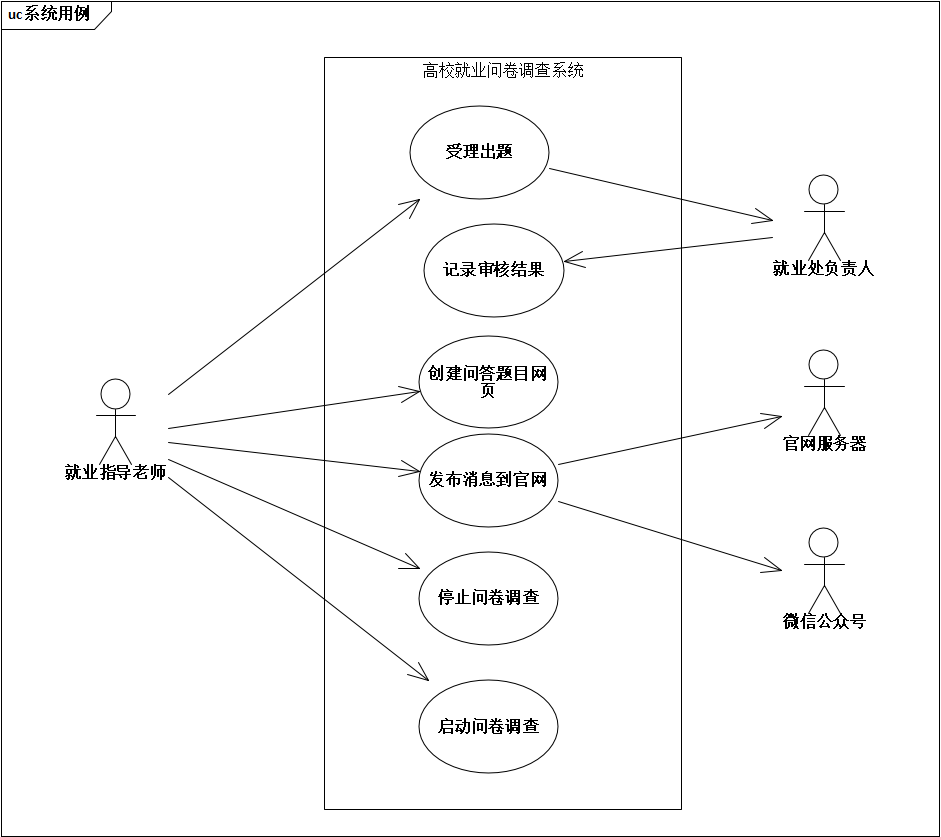 uc系统用例
高校就业问卷调查系统
受理出题
就业处负责人
记录审核结果
创建问答题目网
页
官网服务器
就业指导老师
发布消息到官网
停止问卷调查
微信公众号
启动问卷调查